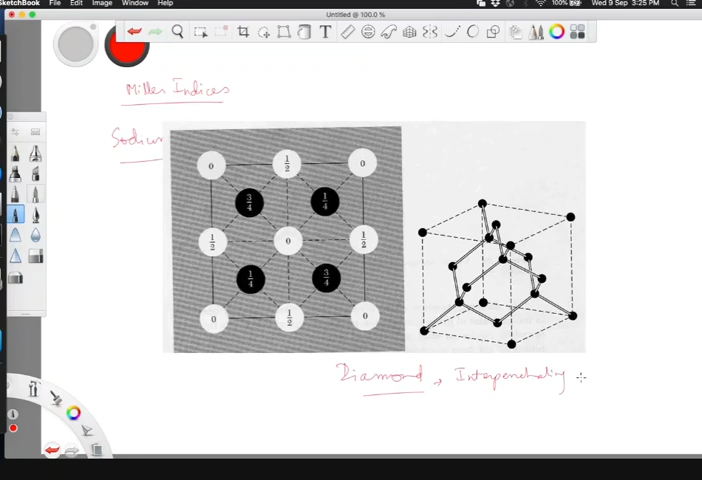 SketchBook File Edit Image Window Help 100% Wed 9 Sep 3:25 PM
Untitled @ 100.0 %
T
Miller Indices
Sodium
0 1/2 0
3/4 1/4
1/2 0 1/2
1/4 3/4
0 1/2 0
Diamond → Interpenetrating